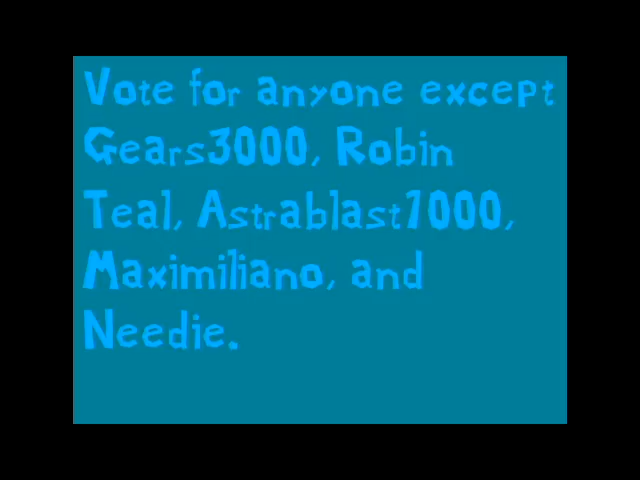 Vote for anyone except
Gears3000, Robin
Teal, Astrablast1000,
Maximiliano, and
Needie.